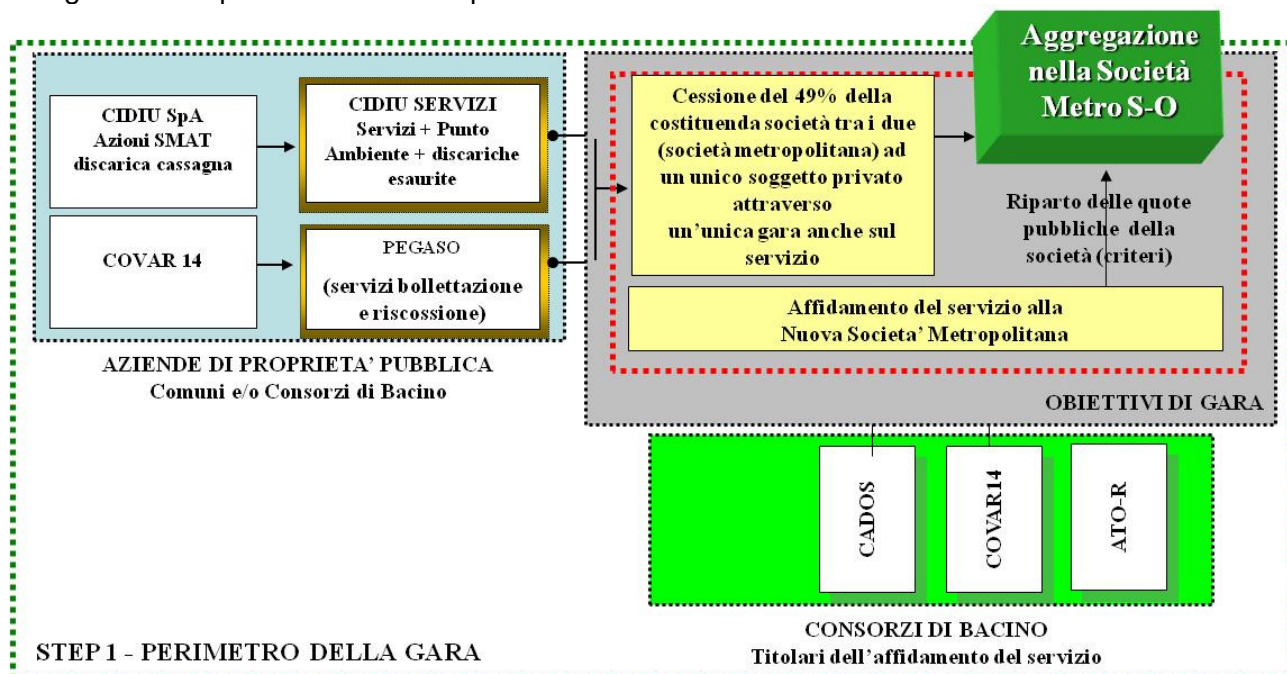 CIDIU SpA
Azioni SMAT
discarica cassagna
CIDIU SERVIZI
Servizi + Punto
Ambiente + discariche
esaurite
COVAR 14
PEGASO
(servizi bollettazione
e riscossione)
AZIENDE DI PROPRIETA’ PUBBLICA
Comuni e/o Consorzi di Bacino
Cessione del 49% della
costituenda società tra i due
(società metropolitana) ad
un unico soggetto privato
attraverso
un’unica gara anche sul
servizio
Aggregazione
nella Società
Metro S-O
Riparto delle quote
pubbliche della
società (criteri)
Affidamento del servizio alla
Nuova Societa’ Metropolitana
OBIETTIVI DI GARA
CADOS
COVAR14
ATO-R
CONSORZI DI BACINO
Titolari dell’affidamento del servizio
STEP 1 - PERIMETRO DELLA GARA